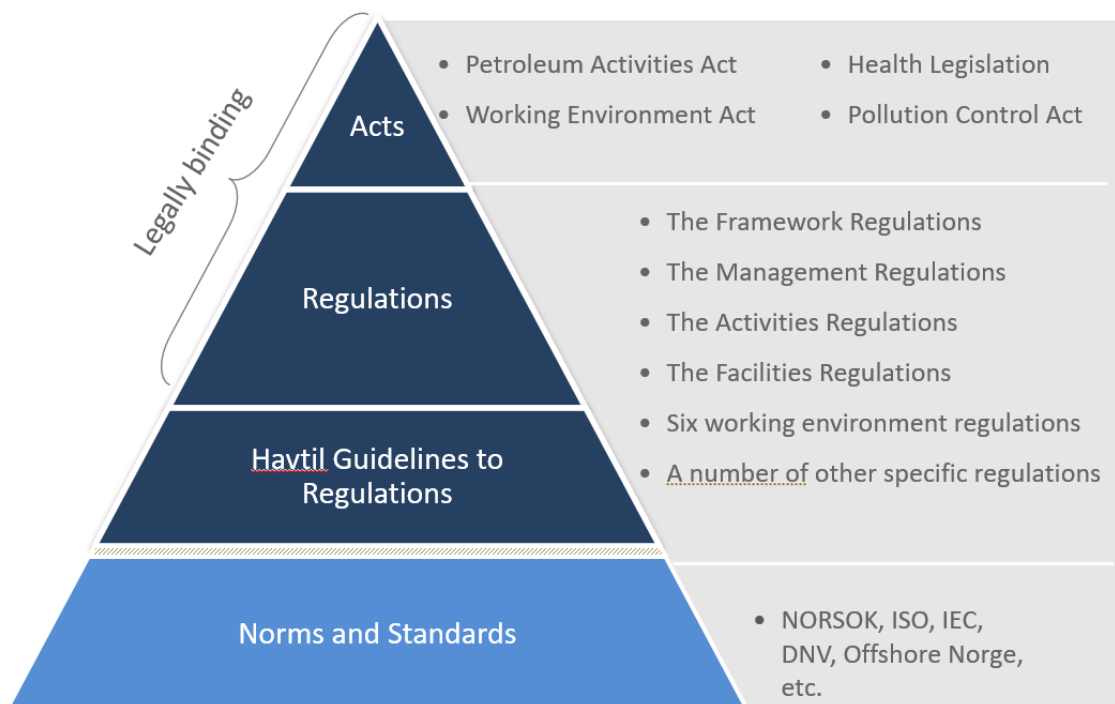 Legally binding
Acts
• Petroleum Activities Act
• Working Environment Act
• Health Legislation
• Pollution Control Act
Regulations
• The Framework Regulations
• The Management Regulations
• The Activities Regulations
• The Facilities Regulations
• Six working environment regulations
• A number of other specific regulations
Havtil Guidelines to
Regulations
Norms and Standards
• NORSOK, ISO, IEC,
DNV, Offshore Norge,
etc.